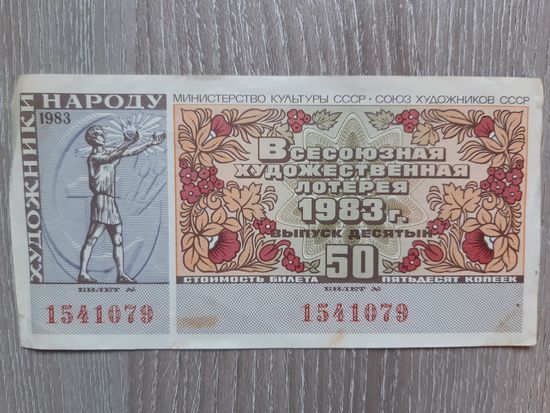 ХУДОЖНИКИ
НАРОДУ
1983
БИЛЕТ №
1541079
МИНИСТЕРСТВО КУЛЬТУРЫ СССР • СОЮЗ ХУДОЖНИКОВ СССР
ВСЕСОЮЗНАЯ
ХУДОЖЕСТВЕННАЯ
ЛОТЕРЕЯ
1983 г.
ВЫПУСК ДЕСЯТЫЙ
50
СТОИМОСТЬ БИЛЕТА ПЯТЬДЕСЯТ КОПЕЕК
БИЛЕТ №
1541079